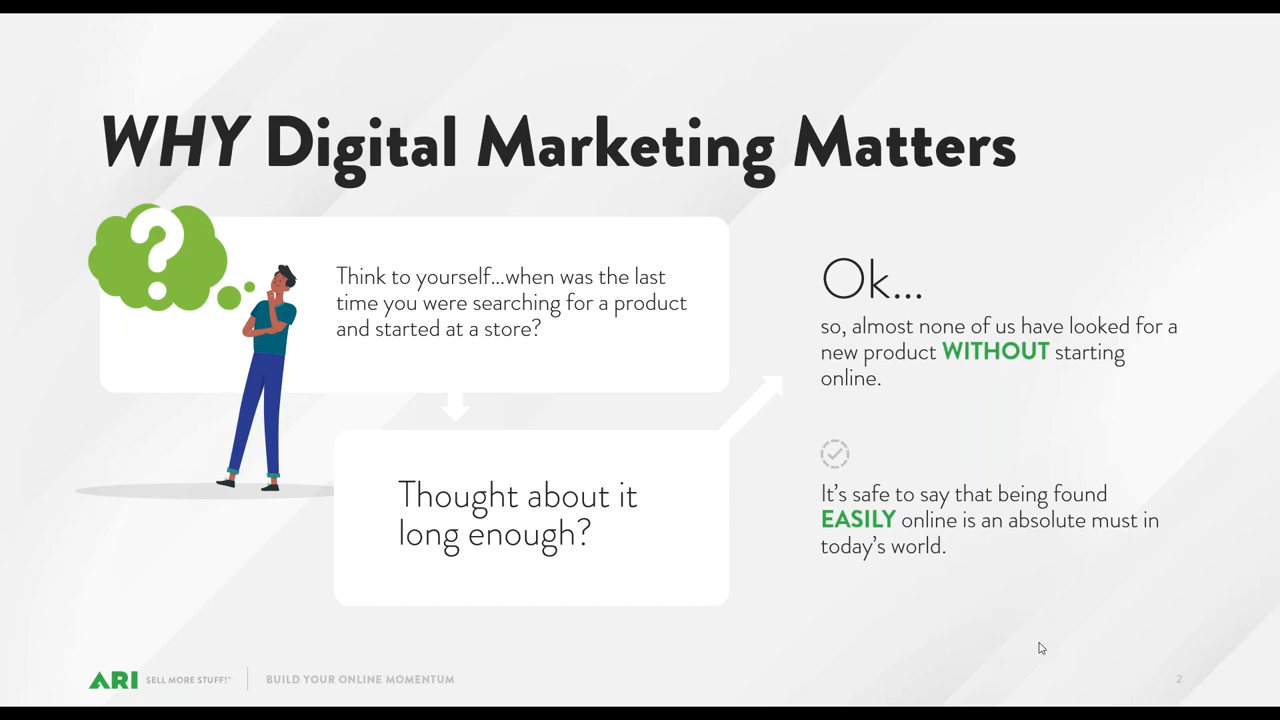 WHY Digital Marketing Matters
?
Think to yourself...when was the last
time you were searching for a product
and started at a store?
Thought about it
long enough?
Ok...
so, almost none of us have looked for a
new product WITHOUT starting
online.
It's safe to say that being found
EASILY online is an absolute must in
today's world.
ARI SELL MORE STUFF!™ BUILD YOUR ONLINE MOMENTUM
2